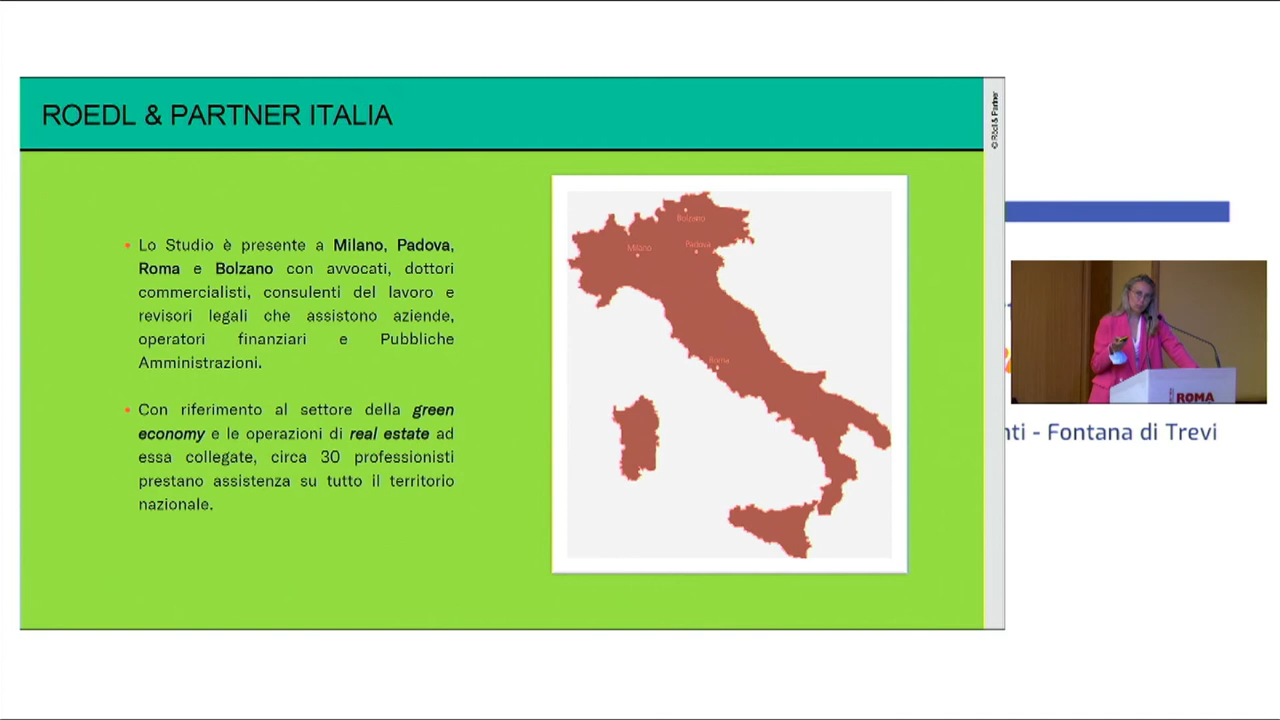 ROEDL & PARTNER ITALIA
© Rödl & Partner
• Lo Studio è presente a Milano, Padova,
Roma e Bolzano con avvocati, dottori
commercialisti, consulenti del lavoro e
revisori legali che assistono aziende,
operatori finanziari e Pubbliche
Amministrazioni.
• Con riferimento al settore della green
economy e le operazioni di real estate ad
essa collegate, circa 30 professionisti
prestano assistenza su tutto il territorio
nazionale.
Bolzano
Milano
Padova
Roma
ROMA
nti - Fontana di Trevi